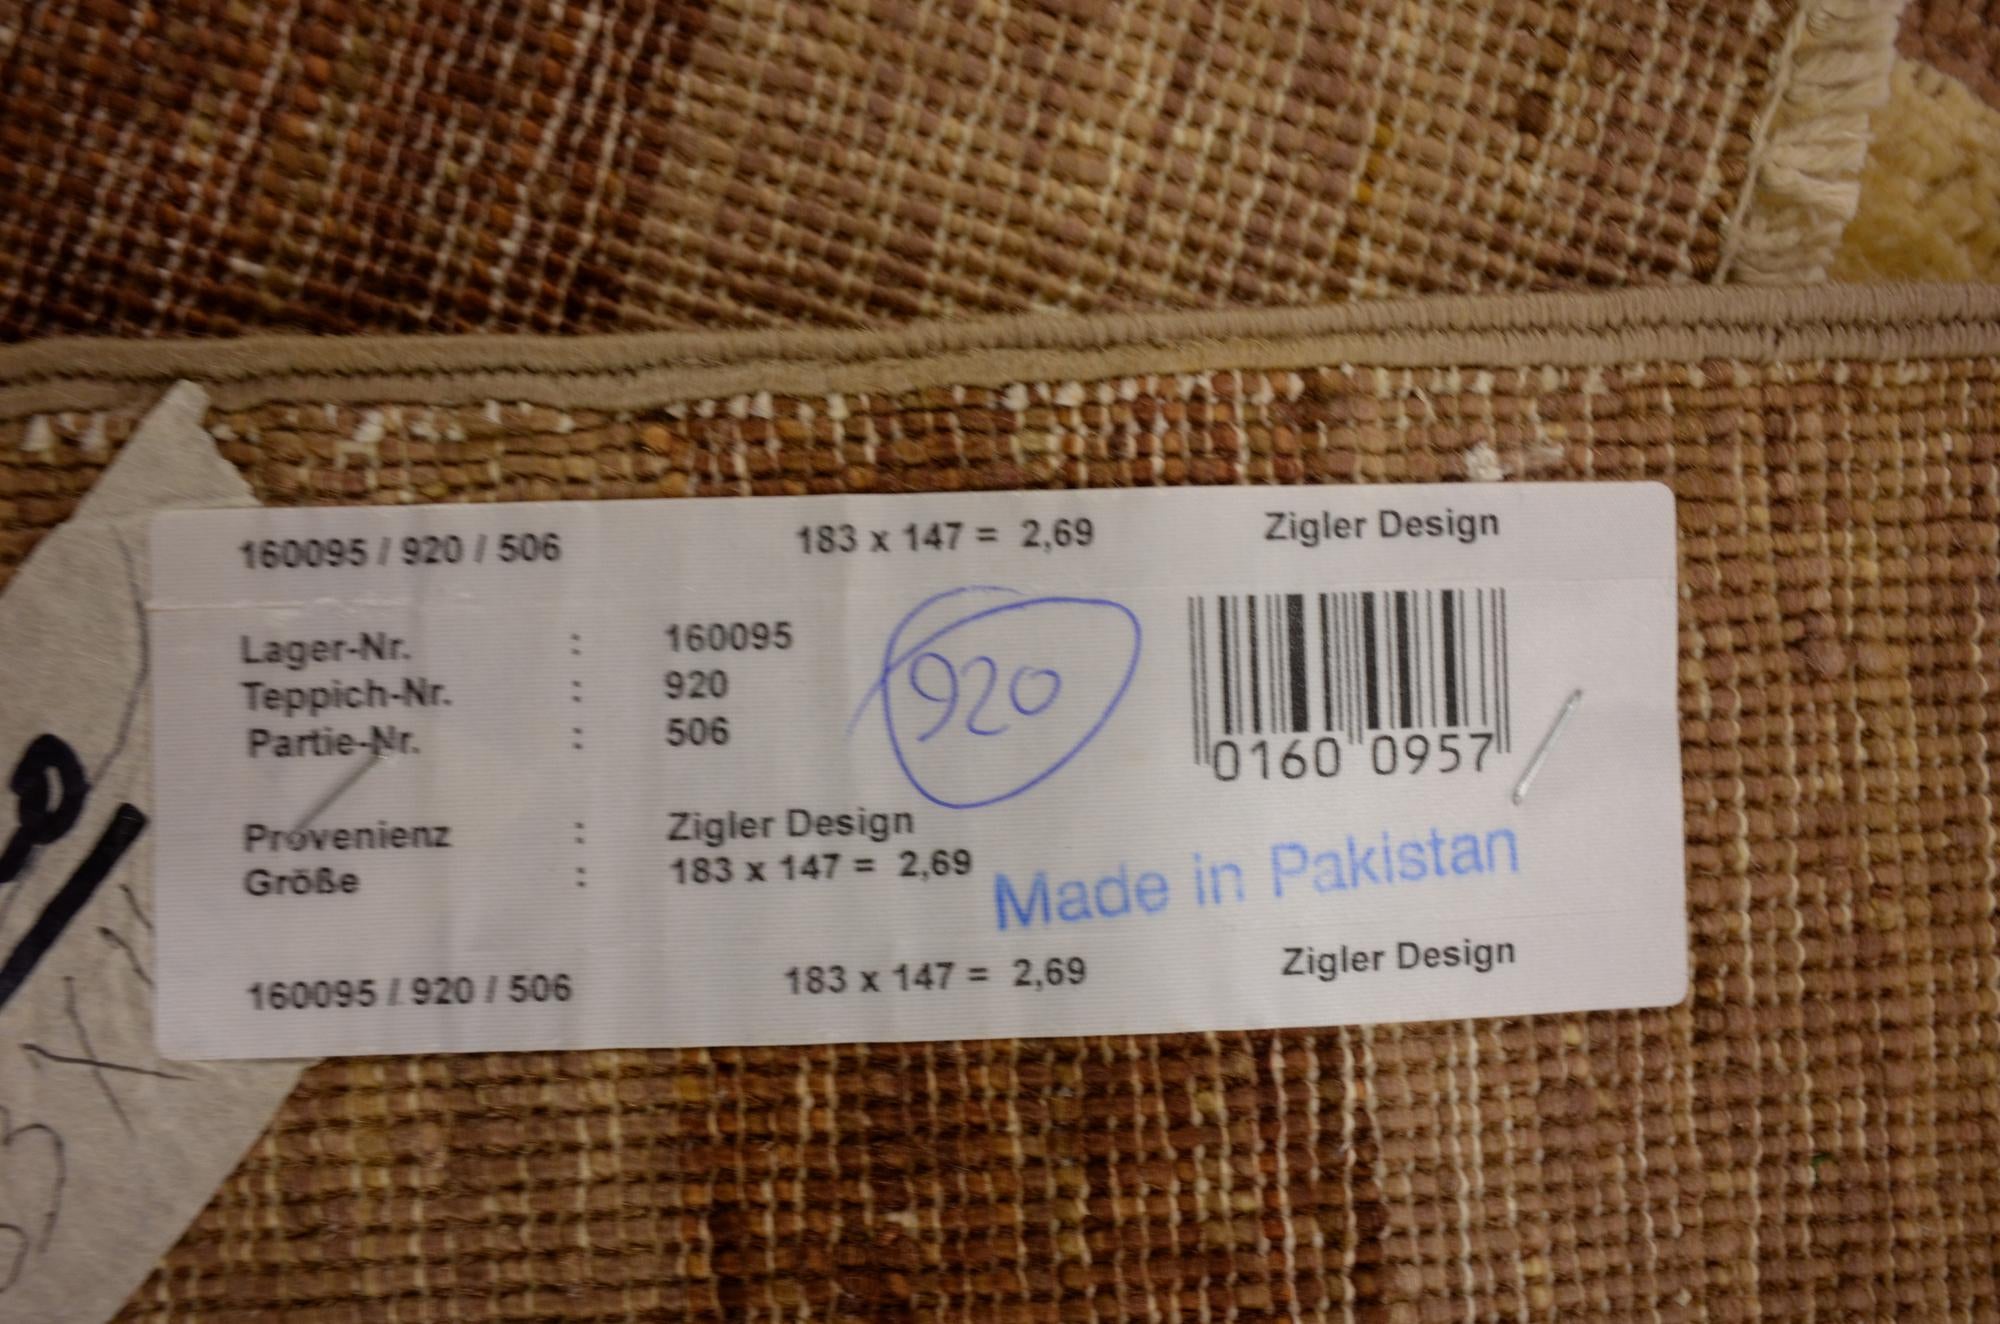 160095 / 920 / 506 183 x 147 = 2,69 Zigler Design
Lager-Nr. : 160095
Teppich-Nr. : 920
Partie-Nr. : 506
920
0160 0957
Provenienz : Zigler Design
Größe : 183 x 147 = 2,69
Made in Pakistan
160095 / 920 / 506 183 x 147 = 2,69 Zigler Design